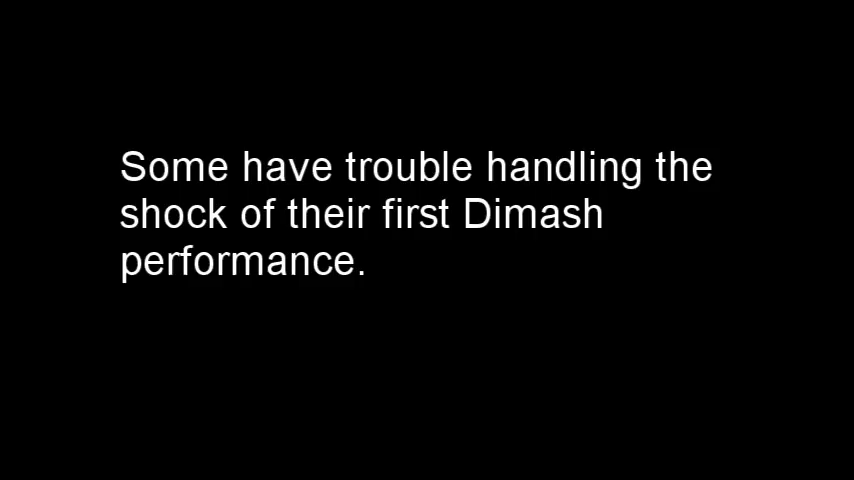 Some have trouble handling the
shock of their first Dimash
performance.